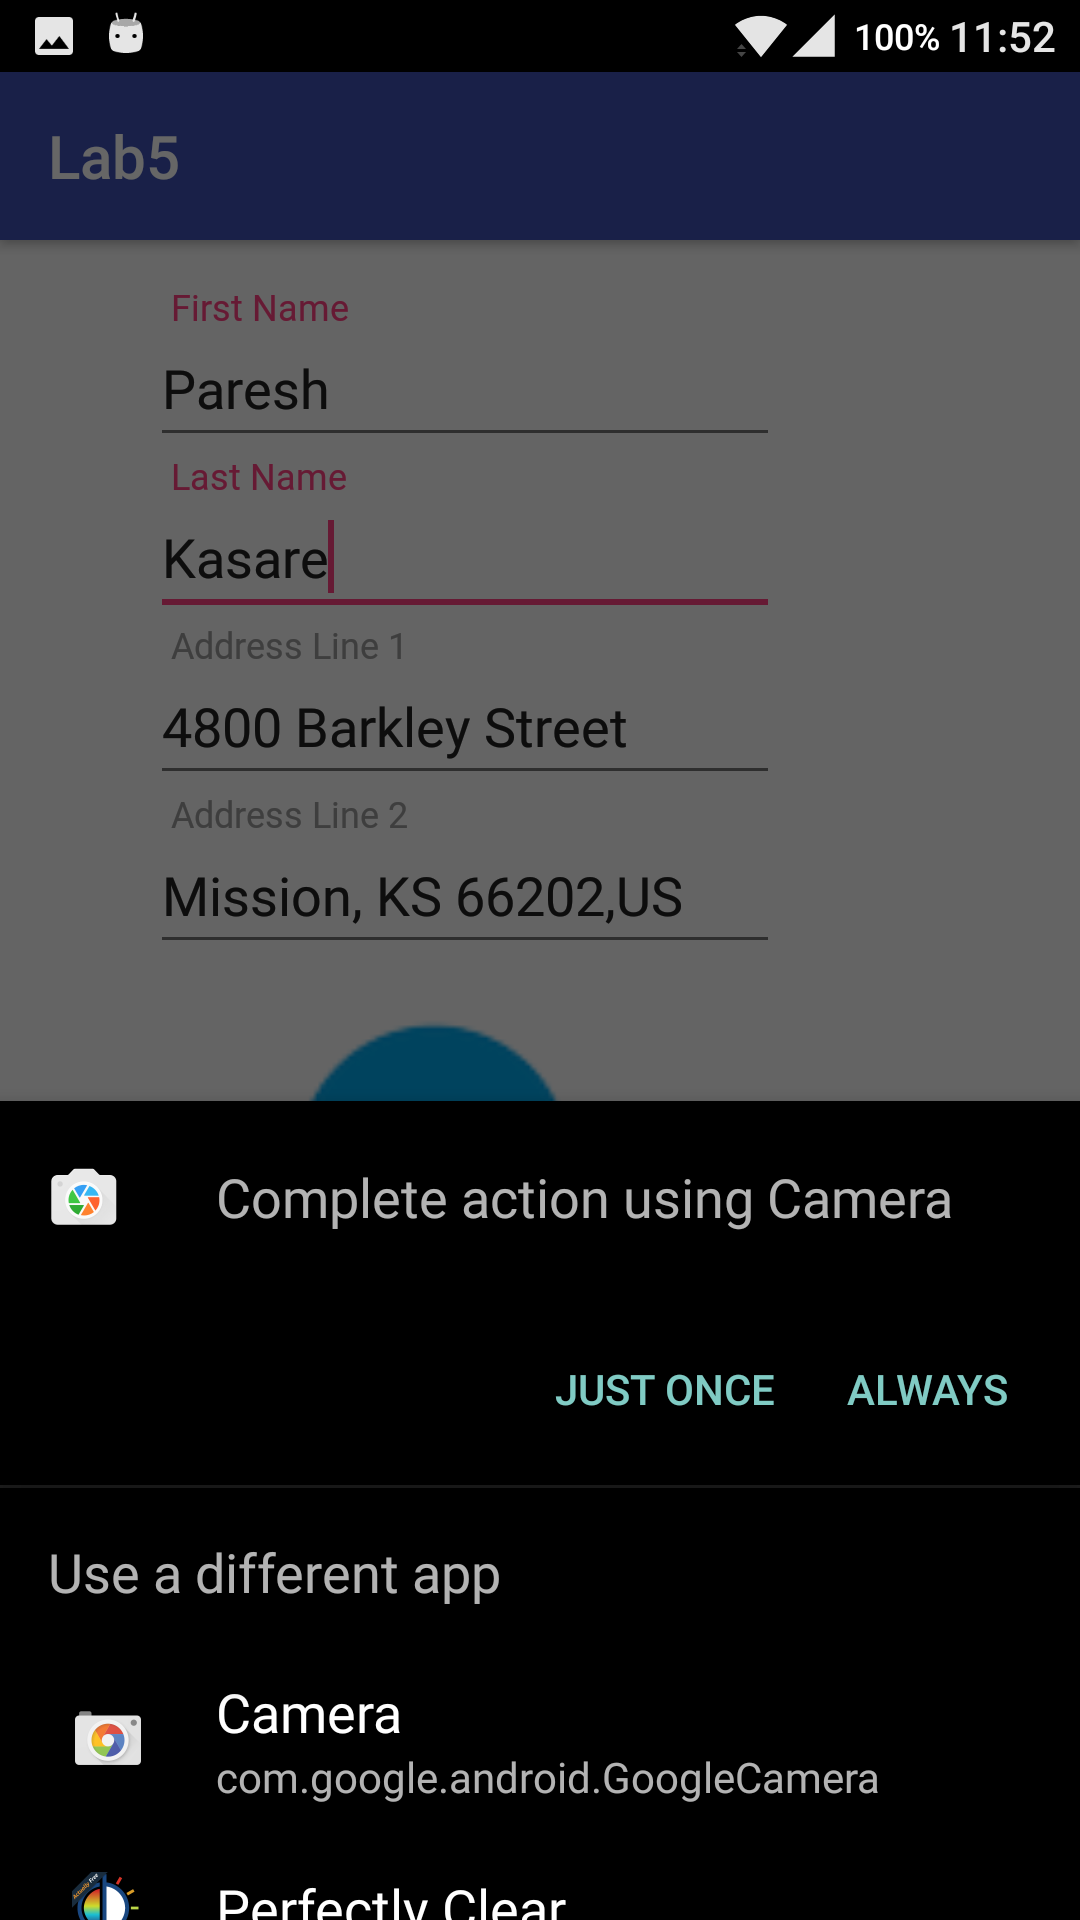 100% 11:52
Lab5
First Name
Paresh
Last Name
Kasare
Address Line 1
4800 Barkley Street
Address Line 2
Mission, KS 66202,US
Complete action using Camera
JUST ONCE ALWAYS
Use a different app
Camera
com.google.android.GoogleCamera
Perfectly Clear